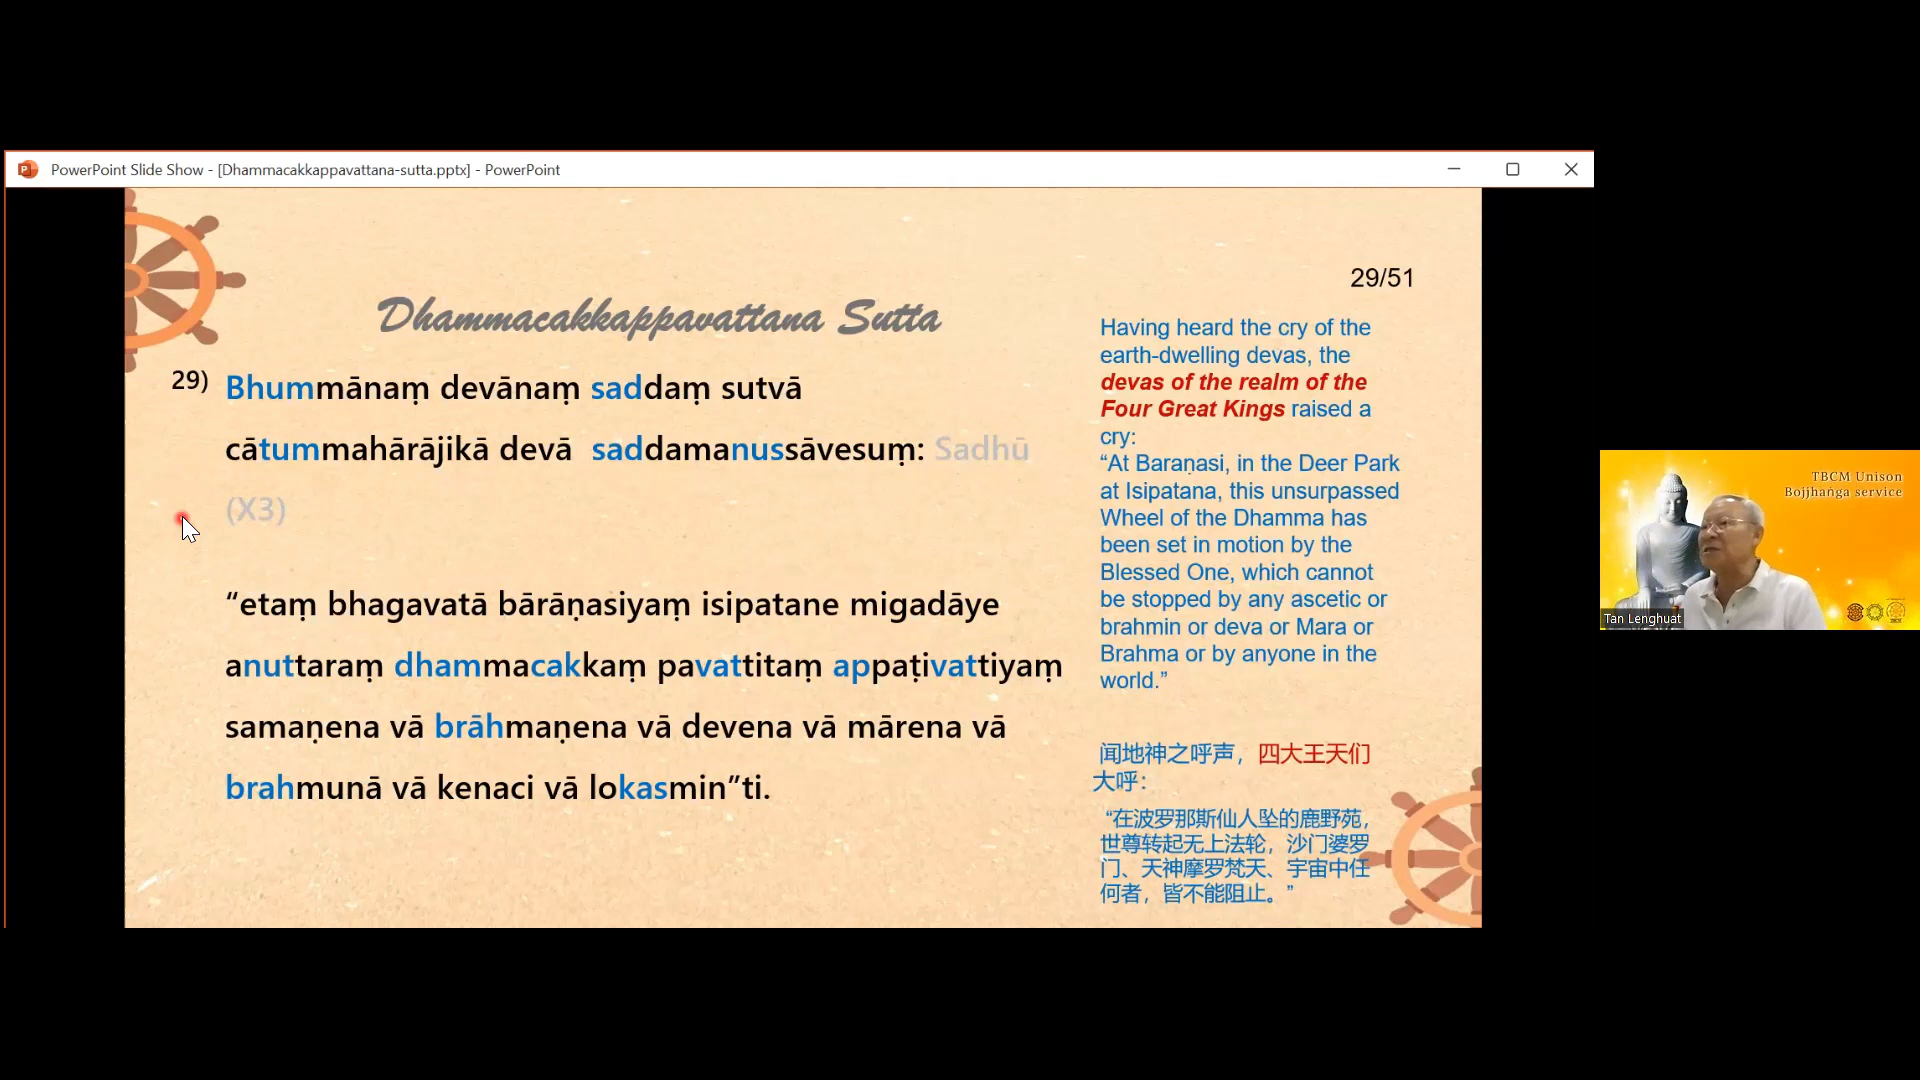 PowerPoint Slide Show - [Dhammacakkappavattana-sutta.pptx] - PowerPoint
29/51
Dhammacakkappavattana Sutta
29) Bhummānaṃ devānaṃ saddaṃ sutvā
cātummahārājikā devā saddamanussāvesuṃ: Sadhū
(X3)
“etaṃ bhagavatā bārāṇasiyaṃ isipatane migadāye
anuttaraṃ dhammacakkaṃ pavattitaṃ appaṭivattiyaṃ
samaṇena vā brāhmaṇena vā devena vā mārena vā
brahmunā vā kenaci vā lokasmin”ti.
Having heard the cry of the
earth-dwelling devas, the
devas of the realm of the
Four Great Kings raised a
cry:
“At Baraṇasi, in the Deer Park
at Isipatana, this unsurpassed
Wheel of the Dhamma has
been set in motion by the
Blessed One, which cannot
be stopped by any ascetic or
brahmin or deva or Mara or
Brahma or by anyone in the
world.”
闻地神之呼声，四大王天们
大呼：
“在波罗那斯仙人坠的鹿野苑，
世尊转起无上法轮，沙门婆罗
门、天神摩罗梵天、宇宙中任
何者，皆不能阻止。”
TBCM Unison
Bojjhaṅga service
Tan Lenghuat